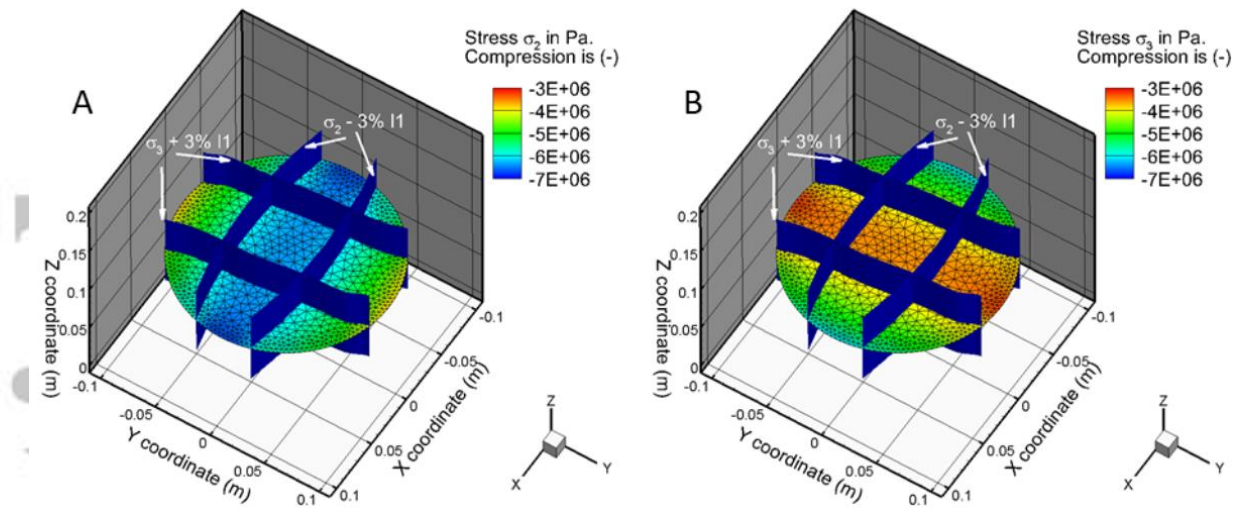 A
Stress σ2 in Pa.
Compression is (-)
-3E+06
-4E+06
-5E+06
-6E+06
-7E+06
σ3 + 3% I1
σ2 - 3% I1
Z coordinate (m)
0.2
0.15
0.1
0.05
0
-0.1
-0.05
0
0.05
0.1
Y coordinate (m)
-0.1
-0.05
0
0.05
0.1
X coordinate (m)
Z
X
Y
B
Stress σ3 in Pa.
Compression is (-)
-3E+06
-4E+06
-5E+06
-6E+06
-7E+06
σ3 + 3% I1
σ2 - 3% I1
Z coordinate (m)
0.2
0.15
0.1
0.05
0
-0.1
-0.05
0
0.05
0.1
Y coordinate (m)
-0.1
-0.05
0
0.05
0.1
X coordinate (m)
Z
X
Y